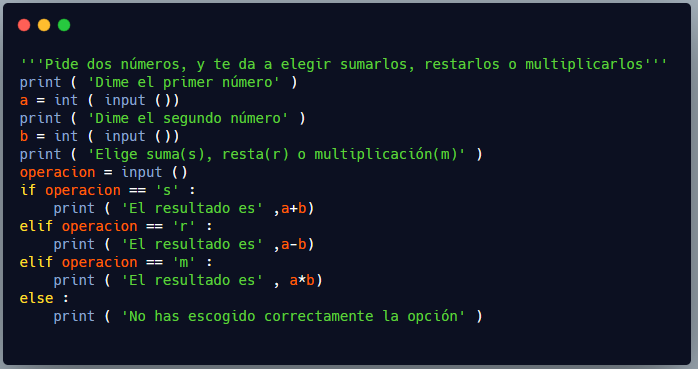 '''Pide dos números, y te da a elegir sumarlos, restarlos o multiplicarlos'''
print ( 'Dime el primer número' )
a = int ( input ())
print ( 'Dime el segundo número' )
b = int ( input ())
print ( 'Elige suma(s), resta(r) o multiplicación(m)' )
operacion = input ()
if operacion == 's' :
    print ( 'El resultado es' ,a+b)
elif operacion == 'r' :
    print ( 'El resultado es' ,a-b)
elif operacion == 'm' :
    print ( 'El resultado es' , a*b)
else :
    print ( 'No has escogido correctamente la opción' )